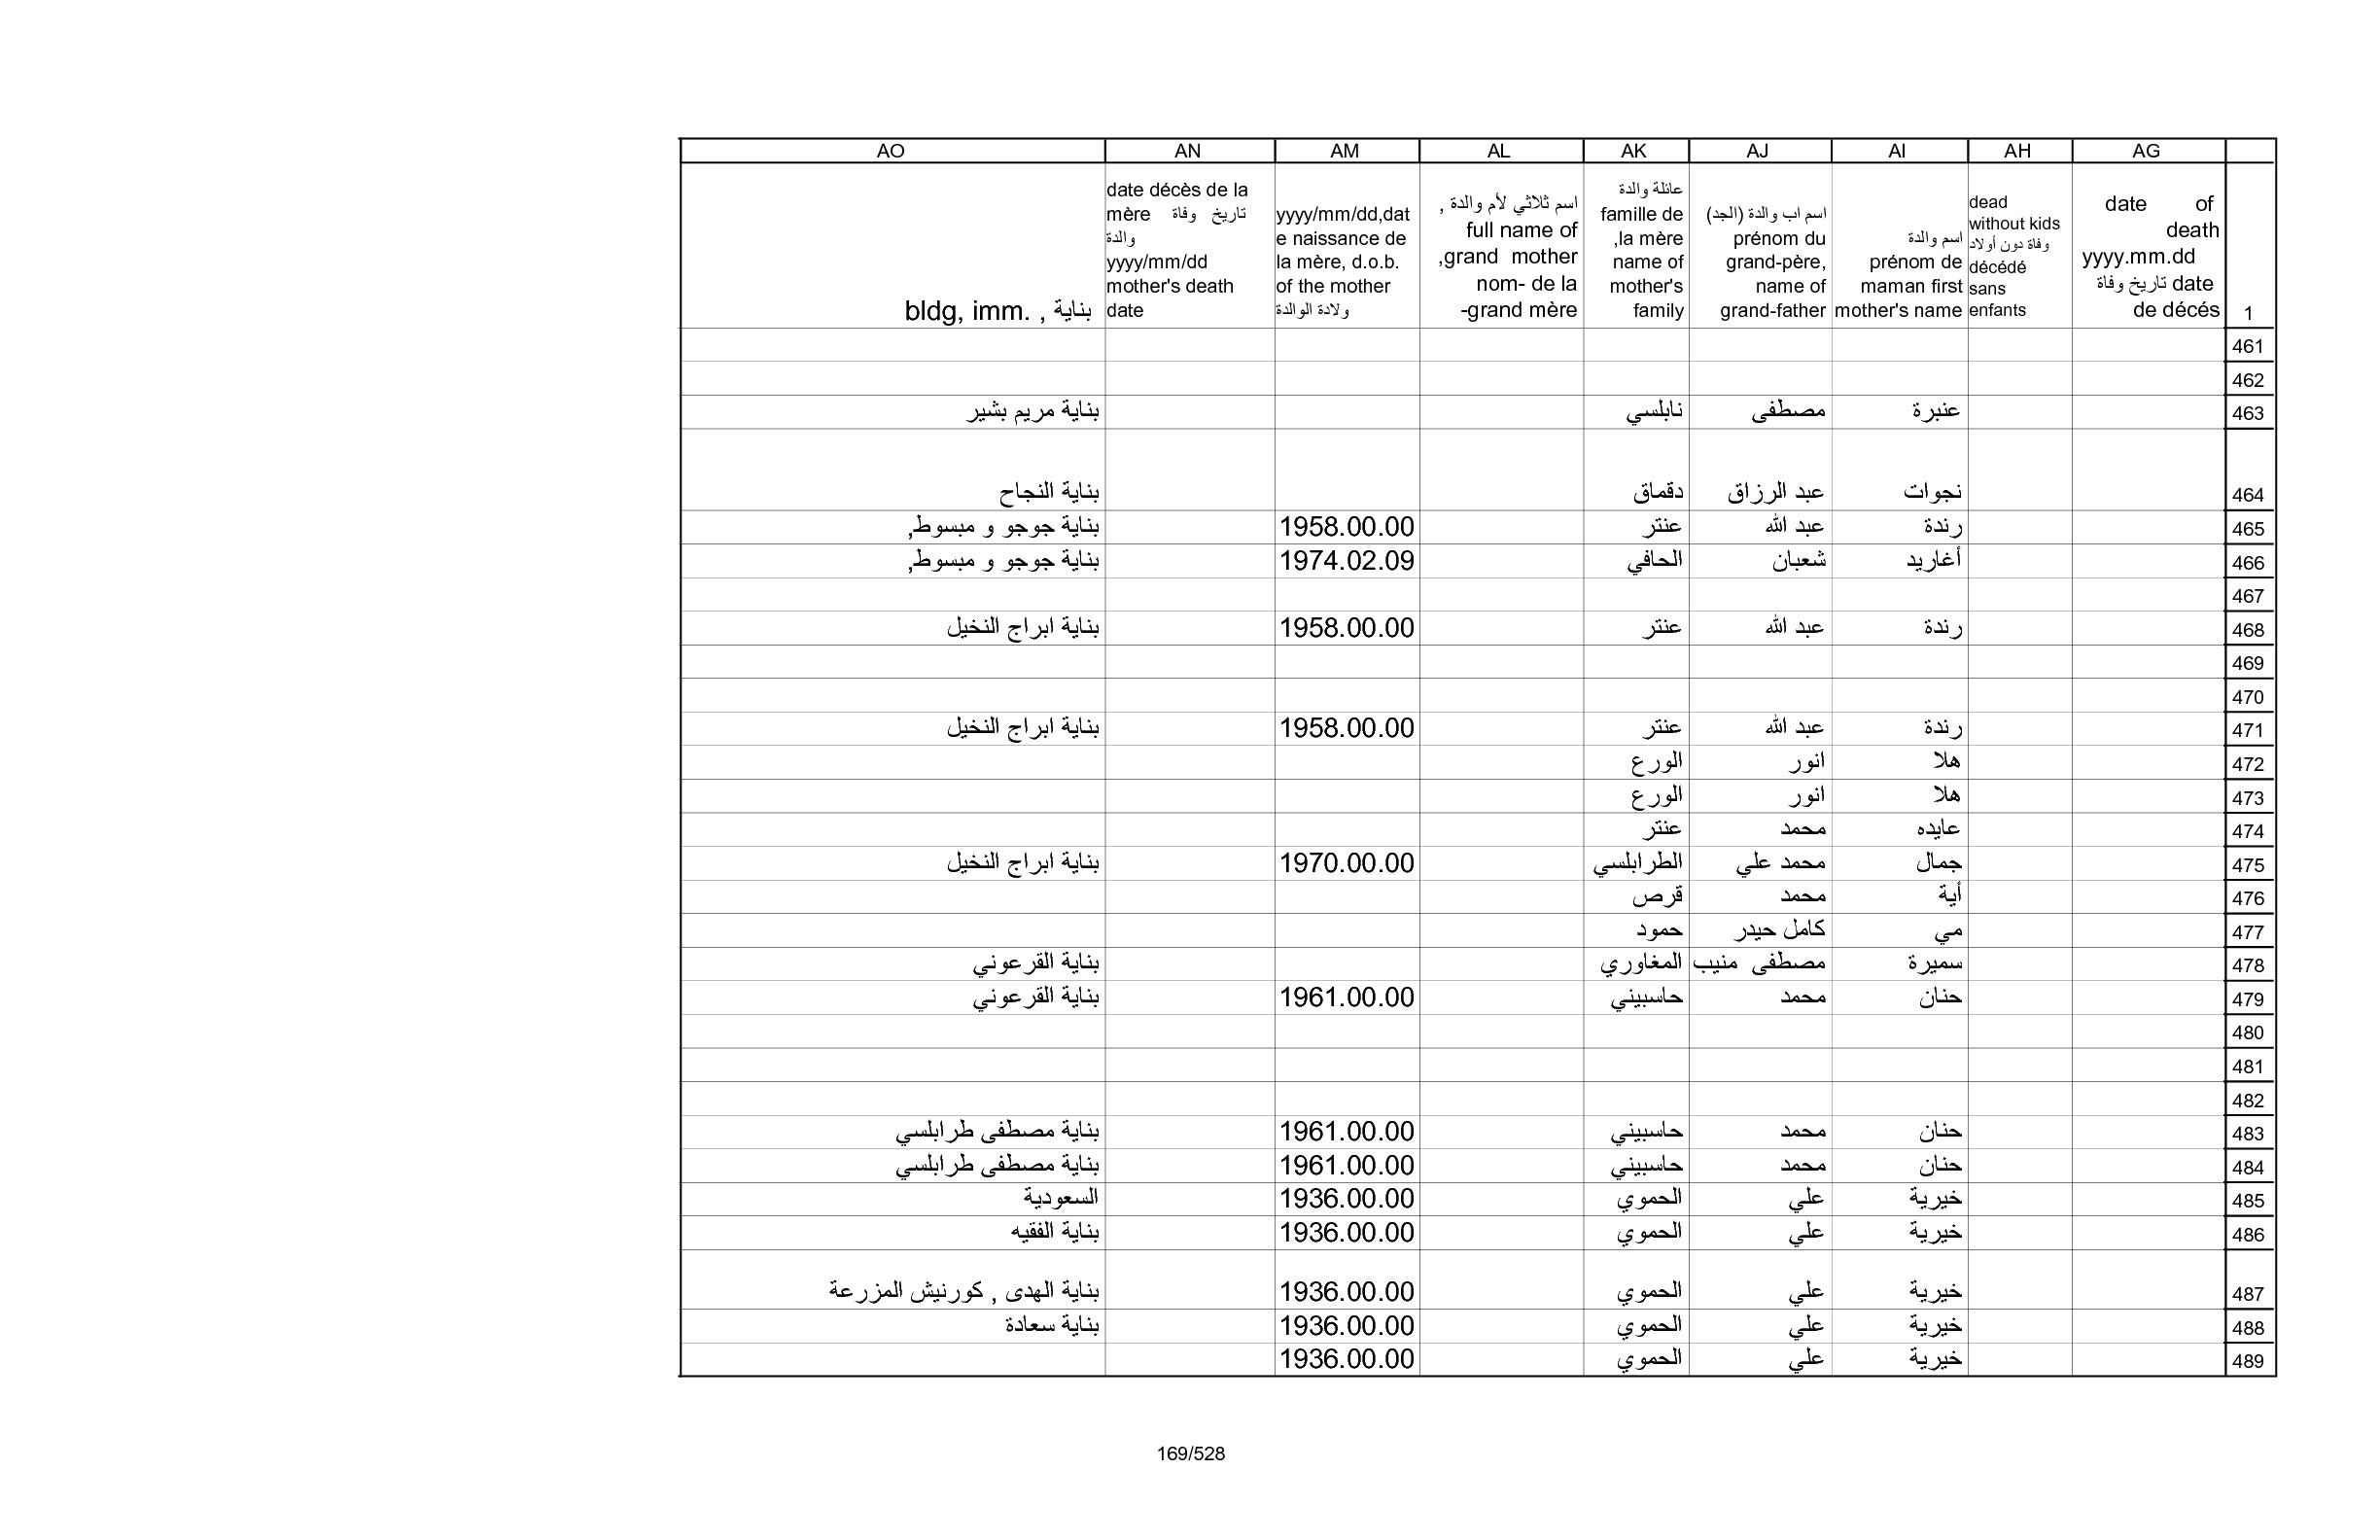 AG AH AI AJ AK AL AM AN AO
1
date of
death
yyyy.mm.dd
تاريخ وفاة date
de décés
dead
without kids
وفاة دون أولاد
décédé
sans
enfants
اسم والدة
prénom de
maman first
mother's name
اسم اب والدة (الجد)
prénom du
grand-père,
name of
grand-father
عائلة والدة
famille de
,la mère
name of
mother's
family
اسم ثلاثي لأم والدة ,
full name of
,grand mother
nom- de la
-grand mère
yyyy/mm/dd,dat
e naissance de
la mère, d.o.b.
of the mother
ولادة الوالدة
date décès de la
mère تاريخ وفاة
والدة
yyyy/mm/dd
mother's death
date
bldg, imm. , بناية
461
462
463 عنبرة مصطفى نابلسي بناية مريم بشير
464 نجوات عبد الرزاق دقماق بناية النجاح
465 رندة عبد الله عنتر 1958.00.00 بناية جوجو و مبسوط,
466 أغاريد شعبان الحافي 1974.02.09 بناية جوجو و مبسوط,
467
468 رندة عبد الله عنتر 1958.00.00 بناية ابراج النخيل
469
470
471 رندة عبد الله عنتر 1958.00.00 بناية ابراج النخيل
472 هلا انور الورع
473 هلا انور الورع
474 عايده محمد عنتر
475 جمال محمد علي الطرابلسي 1970.00.00 بناية ابراج النخيل
476 أية محمد قرص
477 مي كامل حيدر حمود
478 سميرة مصطفى منيب المغاوري بناية القرعوني
479 حنان محمد حاسبيني 1961.00.00 بناية القرعوني
480
481
482
483 حنان محمد حاسبيني 1961.00.00 بناية مصطفى طرابلسي
484 حنان محمد حاسبيني 1961.00.00 بناية مصطفى طرابلسي
485 خيرية علي الحموي 1936.00.00 السعودية
486 خيرية علي الحموي 1936.00.00 بناية الفقيه
487 خيرية علي الحموي 1936.00.00 بناية الهدى , كورنيش المزرعة
488 خيرية علي الحموي 1936.00.00 بناية سعادة
489 خيرية علي الحموي 1936.00.00
169/528